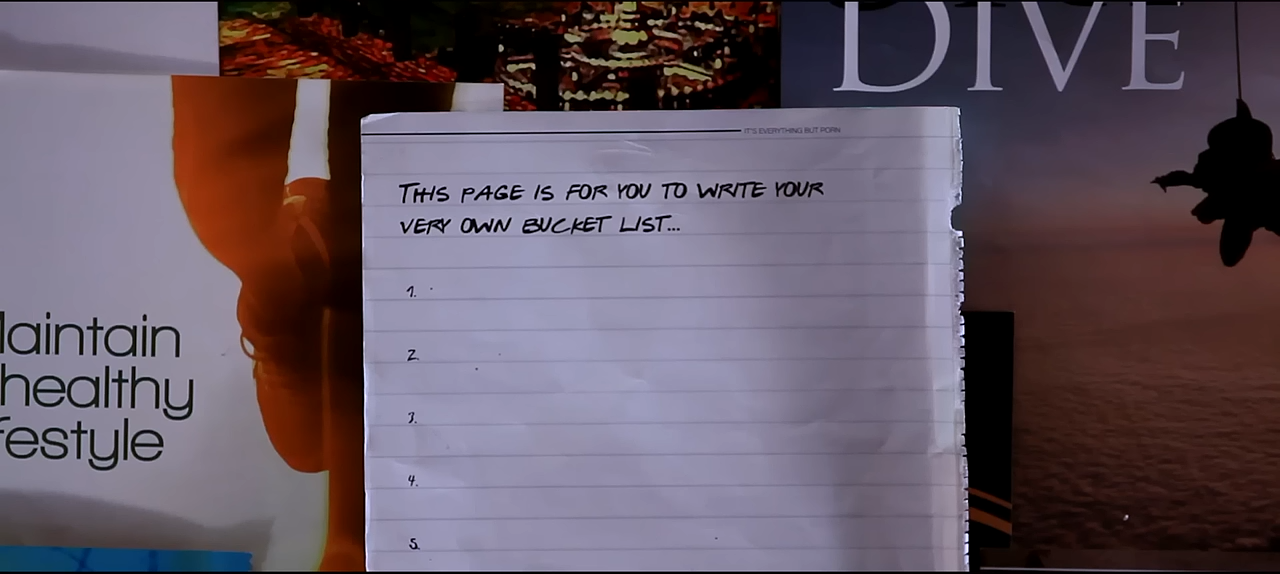 DIVE
IT'S EVERYTHING BUT PORN
THIS PAGE IS FOR YOU TO WRITE YOUR
VERY OWN BUCKET LIST...
1.
2.
3.
4.
5.
aintain
healthy
festyle